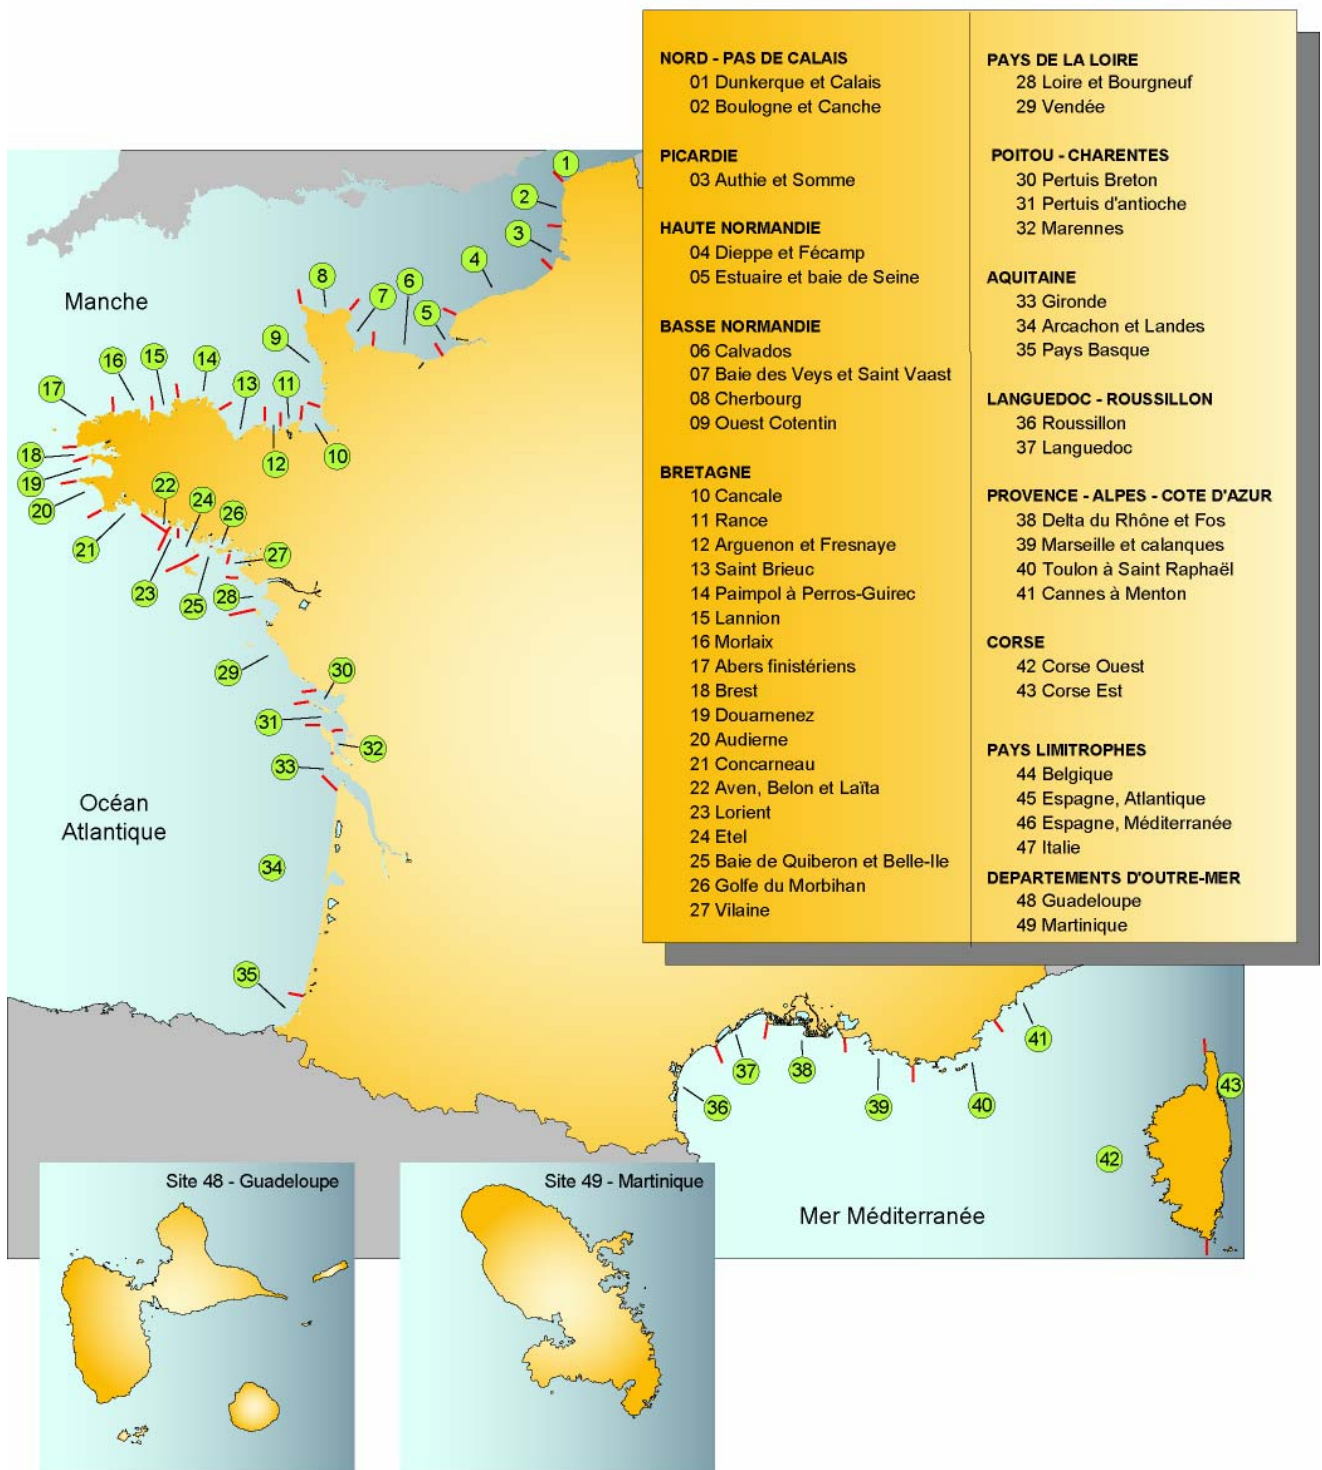 NORD - PAS DE CALAIS
01 Dunkerque et Calais
02 Boulogne et Canche
PICARDIE
03 Authie et Somme
HAUTE NORMANDIE
04 Dieppe et Fécamp
05 Estuaire et baie de Seine
BASSE NORMANDIE
06 Calvados
07 Baie des Veys et Saint Vaast
08 Cherbourg
09 Ouest Cotentin
BRETAGNE
10 Cancale
11 Rance
12 Arguenon et Fresnaye
13 Saint Brieuc
14 Paimpol à Perros-Guirec
15 Lannion
16 Morlaix
17 Abers finistériens
18 Brest
19 Douarnenez
20 Audierne
21 Concarneau
22 Aven, Belon et Laïta
23 Lorient
24 Etel
25 Baie de Quiberon et Belle-Ile
26 Golfe du Morbihan
27 Vilaine
PAYS DE LA LOIRE
28 Loire et Bourgneuf
29 Vendée
POITOU - CHARENTES
30 Pertuis Breton
31 Pertuis d'antioche
32 Marennes
AQUITAINE
33 Gironde
34 Arcachon et Landes
35 Pays Basque
LANGUEDOC - ROUSSILLON
36 Roussillon
37 Languedoc
PROVENCE - ALPES - COTE D'AZUR
38 Delta du Rhône et Fos
39 Marseille et calanques
40 Toulon à Saint Raphaël
41 Cannes à Menton
CORSE
42 Corse Ouest
43 Corse Est
PAYS LIMITROPHES
44 Belgique
45 Espagne, Atlantique
46 Espagne, Méditerranée
47 Italie
DEPARTEMENTS D'OUTRE-MER
48 Guadeloupe
49 Martinique
1
2
3
4
5
6
7
8
9
10
11
12
13
14
15
16
17
18
19
20
21
22
23
24
25
26
27
28
29
30
31
32
33
34
35
36
37
38
39
40
41
42
43
Manche
Océan
Atlantique
Mer Méditerranée
Site 48 - Guadeloupe
Site 49 - Martinique